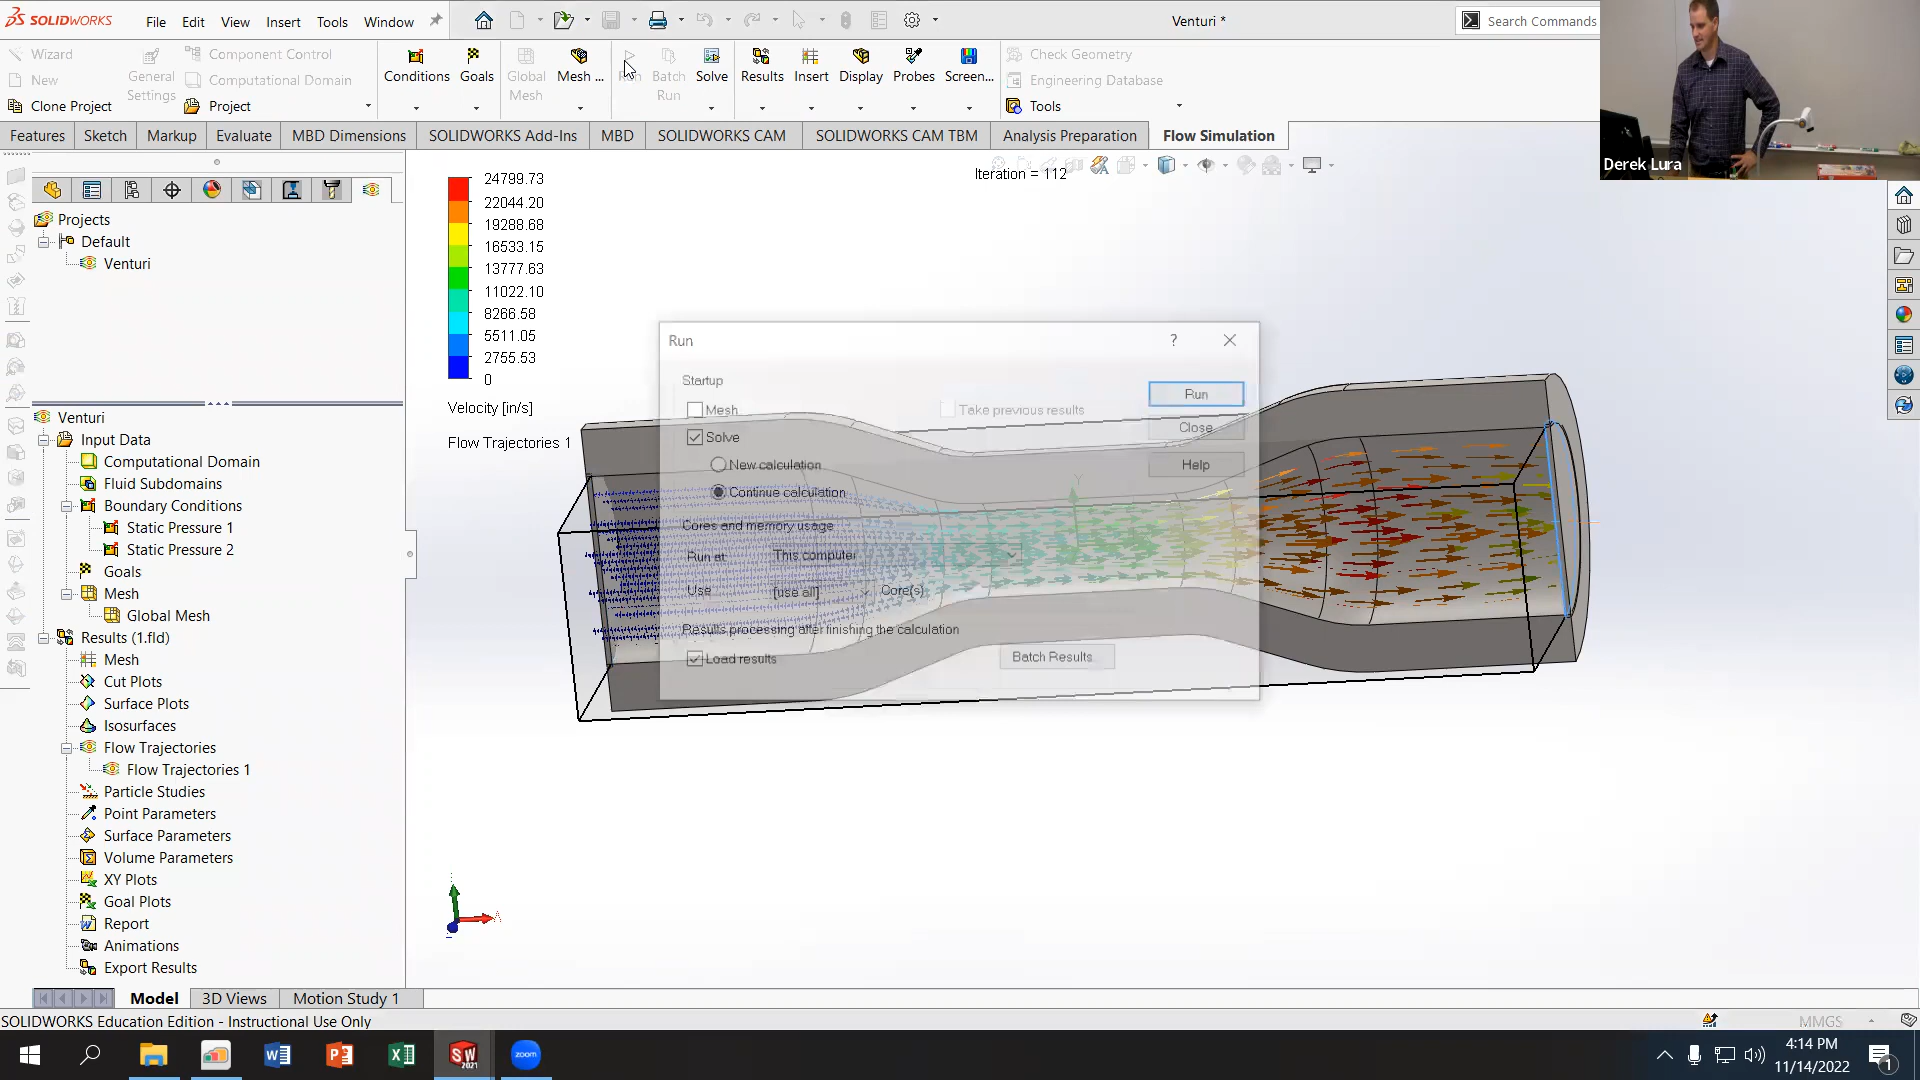 SOLIDWORKS
File Edit View Insert Tools Window
Venturi *
Search Commands
Derek Lura
Wizard
New
Clone Project
General Settings
Component Control
Computational Domain
Project
Conditions
Goals
Global Mesh
Mesh ...
Run
Batch Run
Solve
Results
Insert
Display
Probes
Screen...
Check Geometry
Engineering Database
Tools
Features Sketch Markup Evaluate MBD Dimensions SOLIDWORKS Add-Ins MBD SOLIDWORKS CAM SOLIDWORKS CAM TBM Analysis Preparation Flow Simulation
Projects
Default
Venturi
Venturi
Input Data
Computational Domain
Fluid Subdomains
Boundary Conditions
Static Pressure 1
Static Pressure 2
Goals
Mesh
Global Mesh
Results (1.fld)
Mesh
Cut Plots
Surface Plots
Isosurfaces
Flow Trajectories
Flow Trajectories 1
Particle Studies
Point Parameters
Surface Parameters
Volume Parameters
XY Plots
Goal Plots
Report
Animations
Export Results
24799.73
22044.20
19288.68
16533.15
13777.63
11022.10
8266.58
5511.05
2755.53
0
Velocity [in/s]
Flow Trajectories 1
Iteration = 112
Run
?
Startup
Mesh
Take previous results
Solve
New calculation
Continue calculation
Cores and memory usage
Run at: This computer
Use [use all] Core(s)
Results processing after finishing the calculation
Load results
Batch Results...
Run
Close
Help
Y
Model 3D Views Motion Study 1
SOLIDWORKS Education Edition - Instructional Use Only
MMGS
SW
2021
zoom
4:14 PM
11/14/2022
1